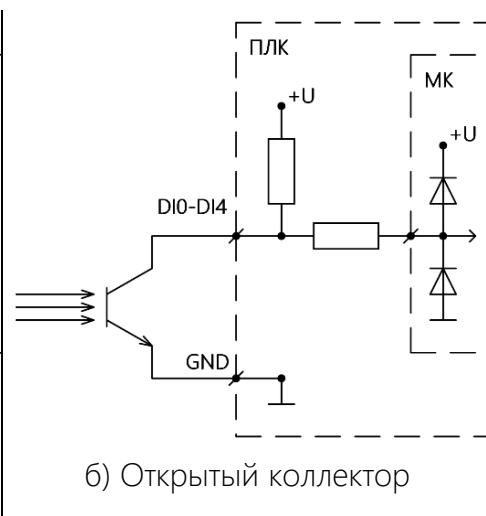 ПЛК
МК
+U
+U
DI0-DI4
GND
б) Открытый коллектор